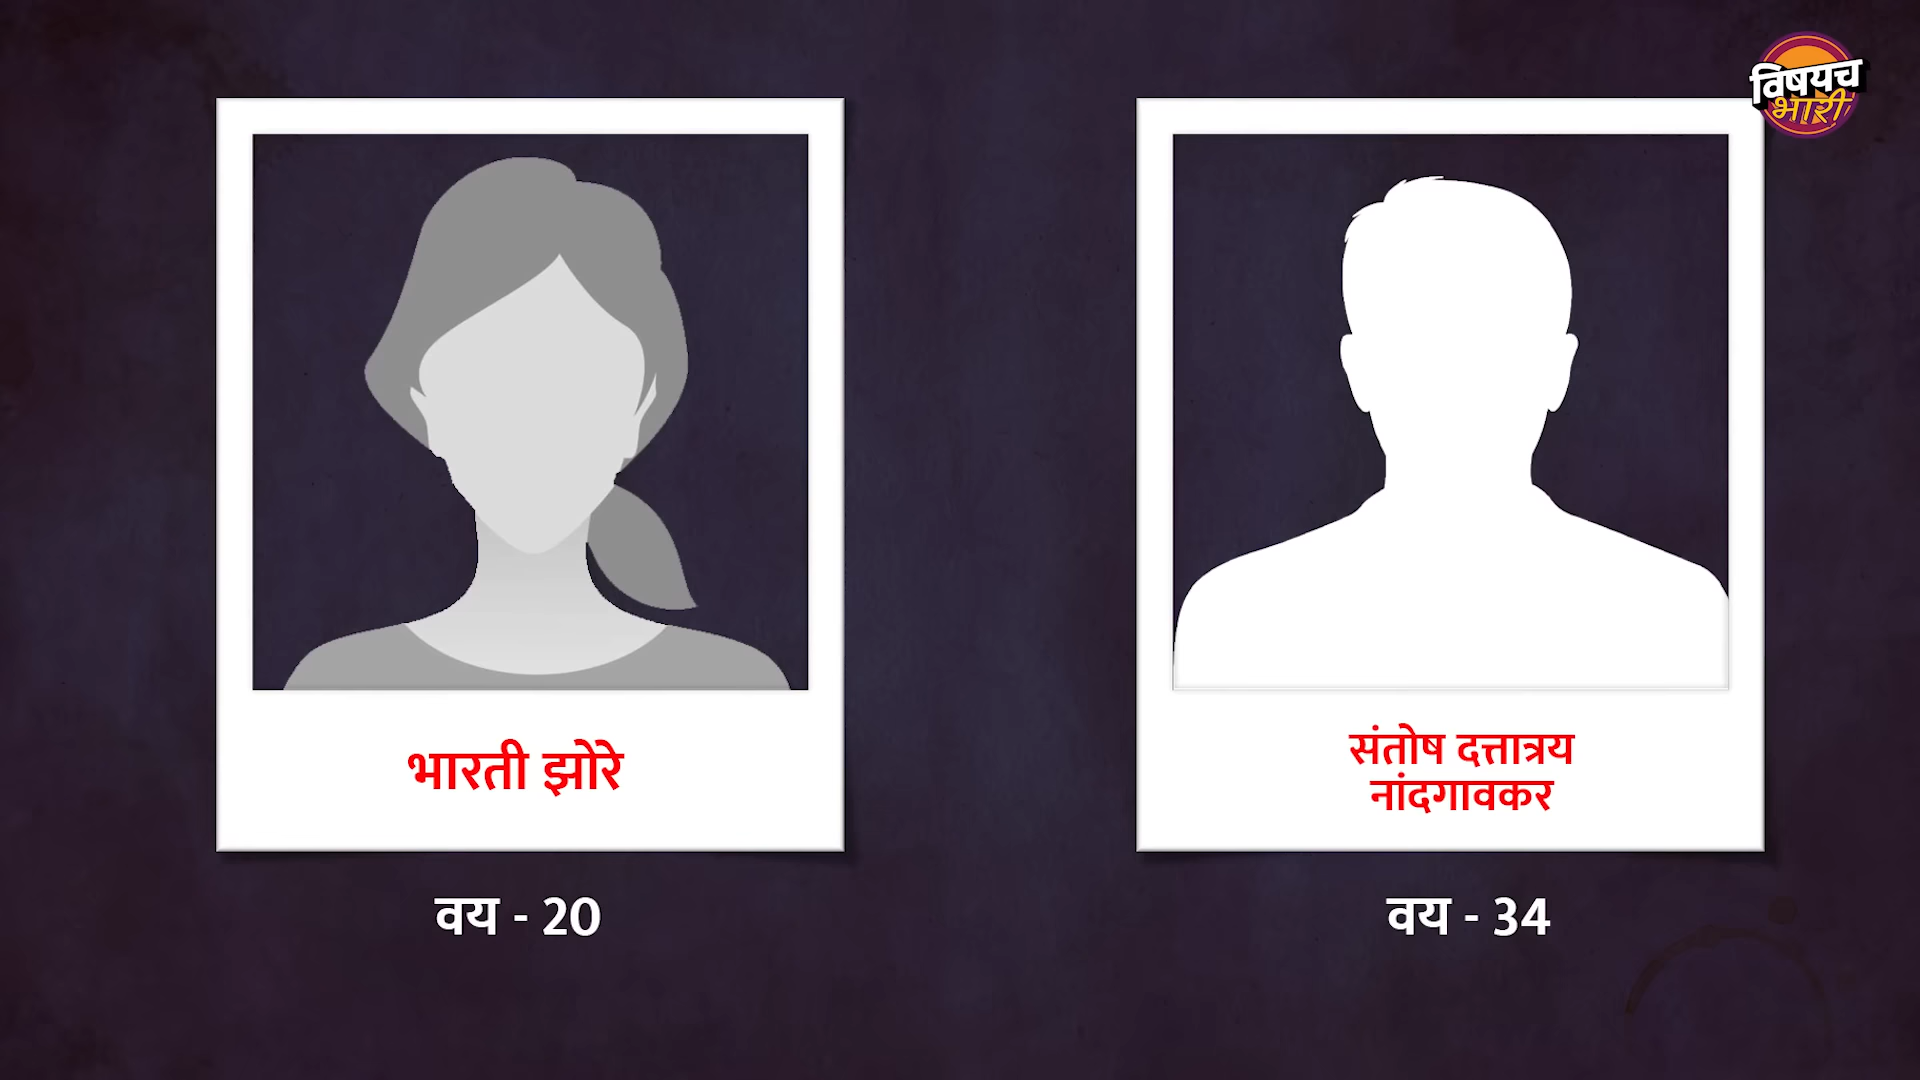 विषयच
भारी
भारती झोरे
संतोष दत्तात्रय
नांदगावकर
वय - 20
वय - 34